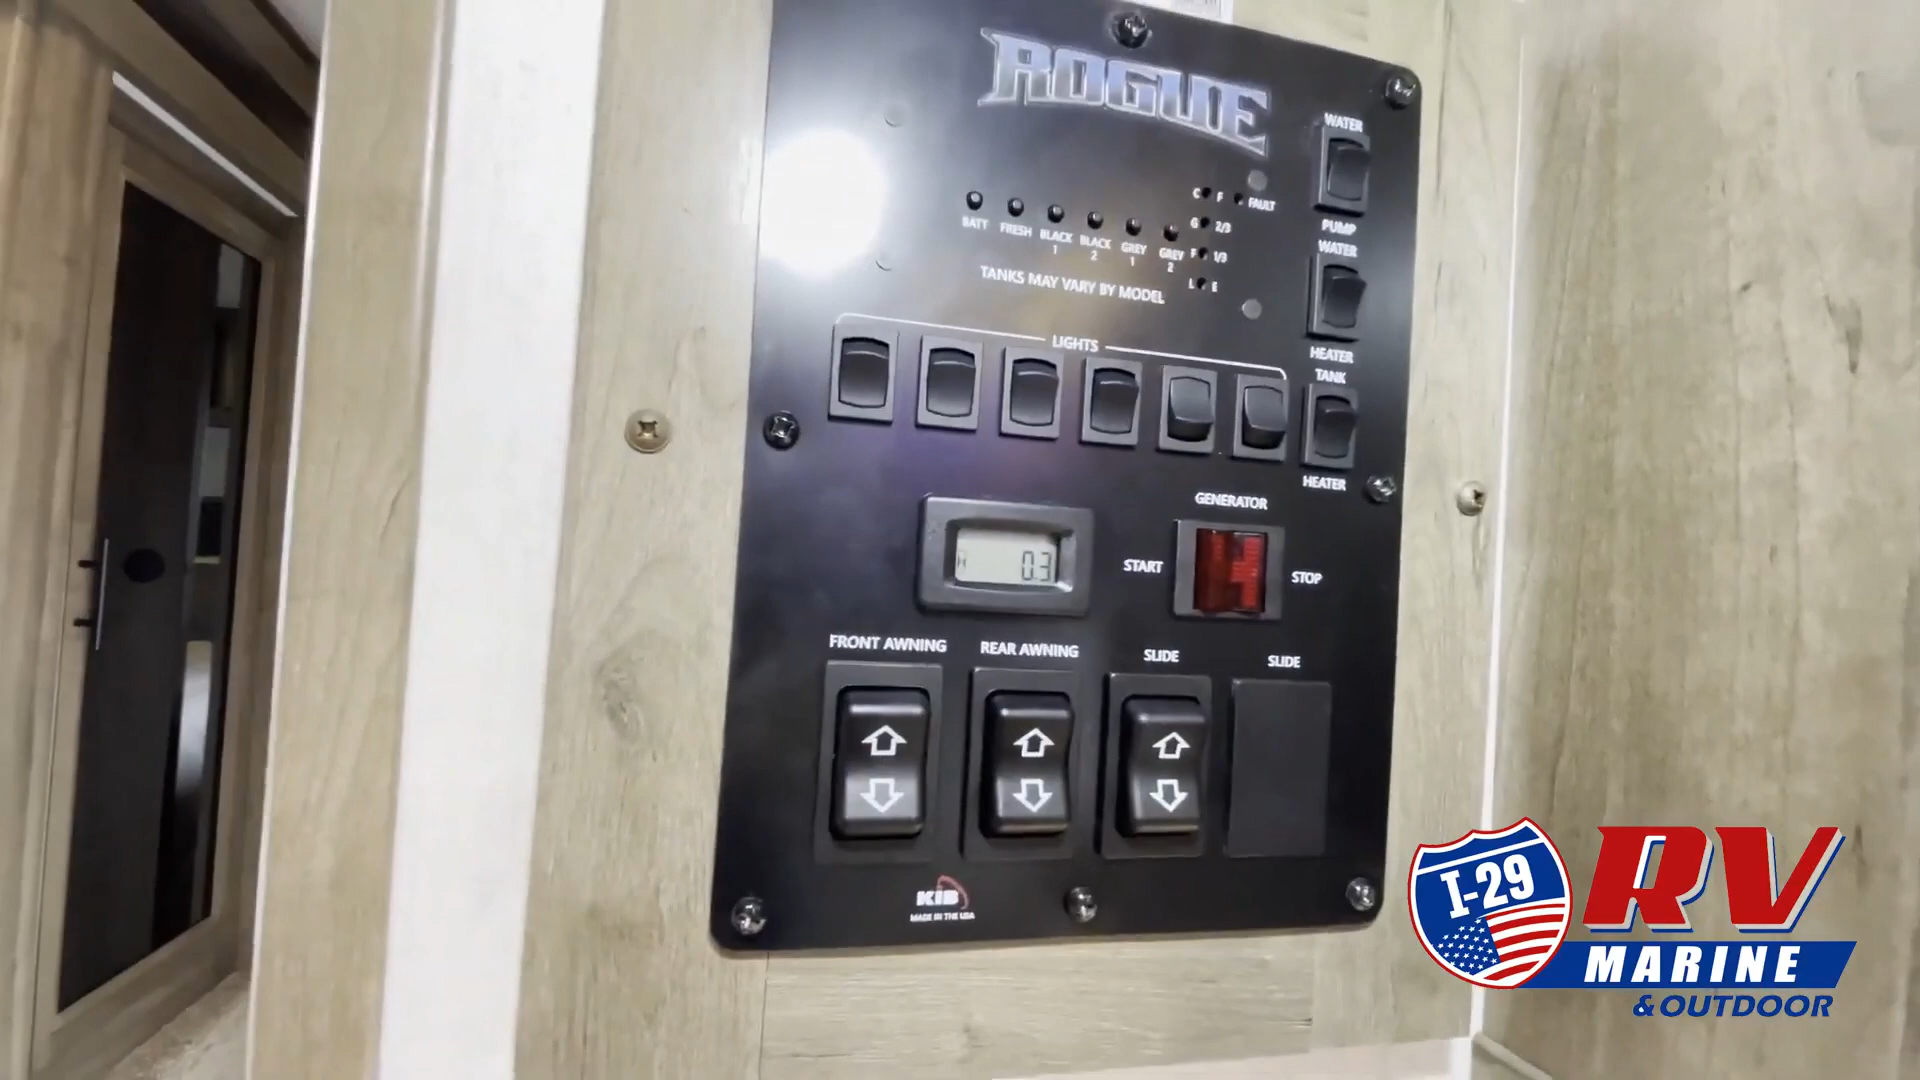 ROGUE
WATER
PUMP
C F FAULT
G 2/3
F 1/3
L E
BATT FRESH BLACK 1 BLACK 2 GREY 1 GREY 2
TANKS MAY VARY BY MODEL
WATER
HEATER
LIGHTS
TANK
HEATER
GENERATOR
START STOP
H 0.3
FRONT AWNING REAR AWNING SLIDE SLIDE
KIB
MADE IN THE USA
I-29
RV
MARINE
& OUTDOOR